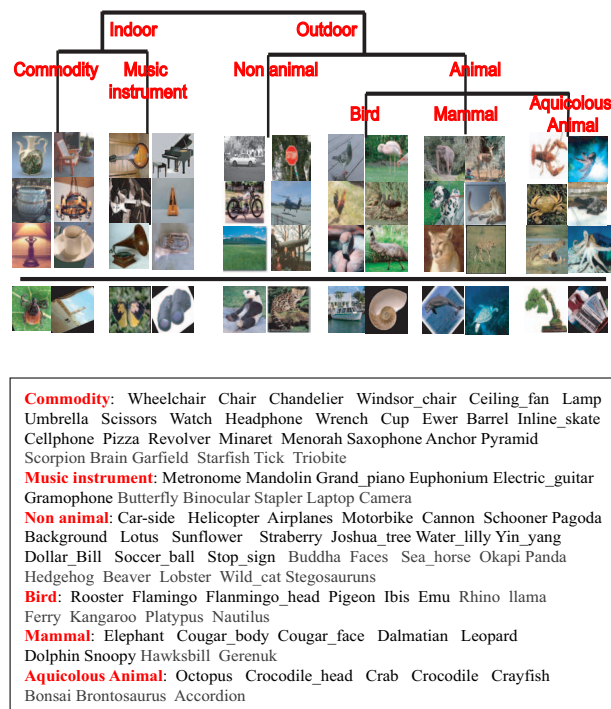 Indoor Outdoor
Commodity Music instrument Non animal Animal
Bird Mammal Aquicolous Animal
Commodity: Wheelchair Chair Chandelier Windsor_chair Ceiling_fan Lamp
Umbrella Scissors Watch Headphone Wrench Cup Ewer Barrel Inline_skate
Cellphone Pizza Revolver Minaret Menorah Saxophone Anchor Pyramid
Scorpion Brain Garfield Starfish Tick Triobite
Music instrument: Metronome Mandolin Grand_piano Euphonium Electric_guitar
Gramophone Butterfly Binocular Stapler Laptop Camera
Non animal: Car-side Helicopter Airplanes Motorbike Cannon Schooner Pagoda
Background Lotus Sunflower Straberry Joshua_tree Water_lilly Yin_yang
Dollar_Bill Soccer_ball Stop_sign Buddha Faces Sea_horse Okapi Panda
Hedgehog Beaver Lobster Wild_cat Stegosauruns
Bird: Rooster Flamingo Flanmingo_head Pigeon Ibis Emu Rhino llama
Ferry Kangaroo Platypus Nautilus
Mammal: Elephant Cougar_body Cougar_face Dalmatian Leopard
Dolphin Snoopy Hawksbill Gerenuk
Aquicolous Animal: Octopus Crocodile_head Crab Crocodile Crayfish
Bonsai Brontosaurus Accordion